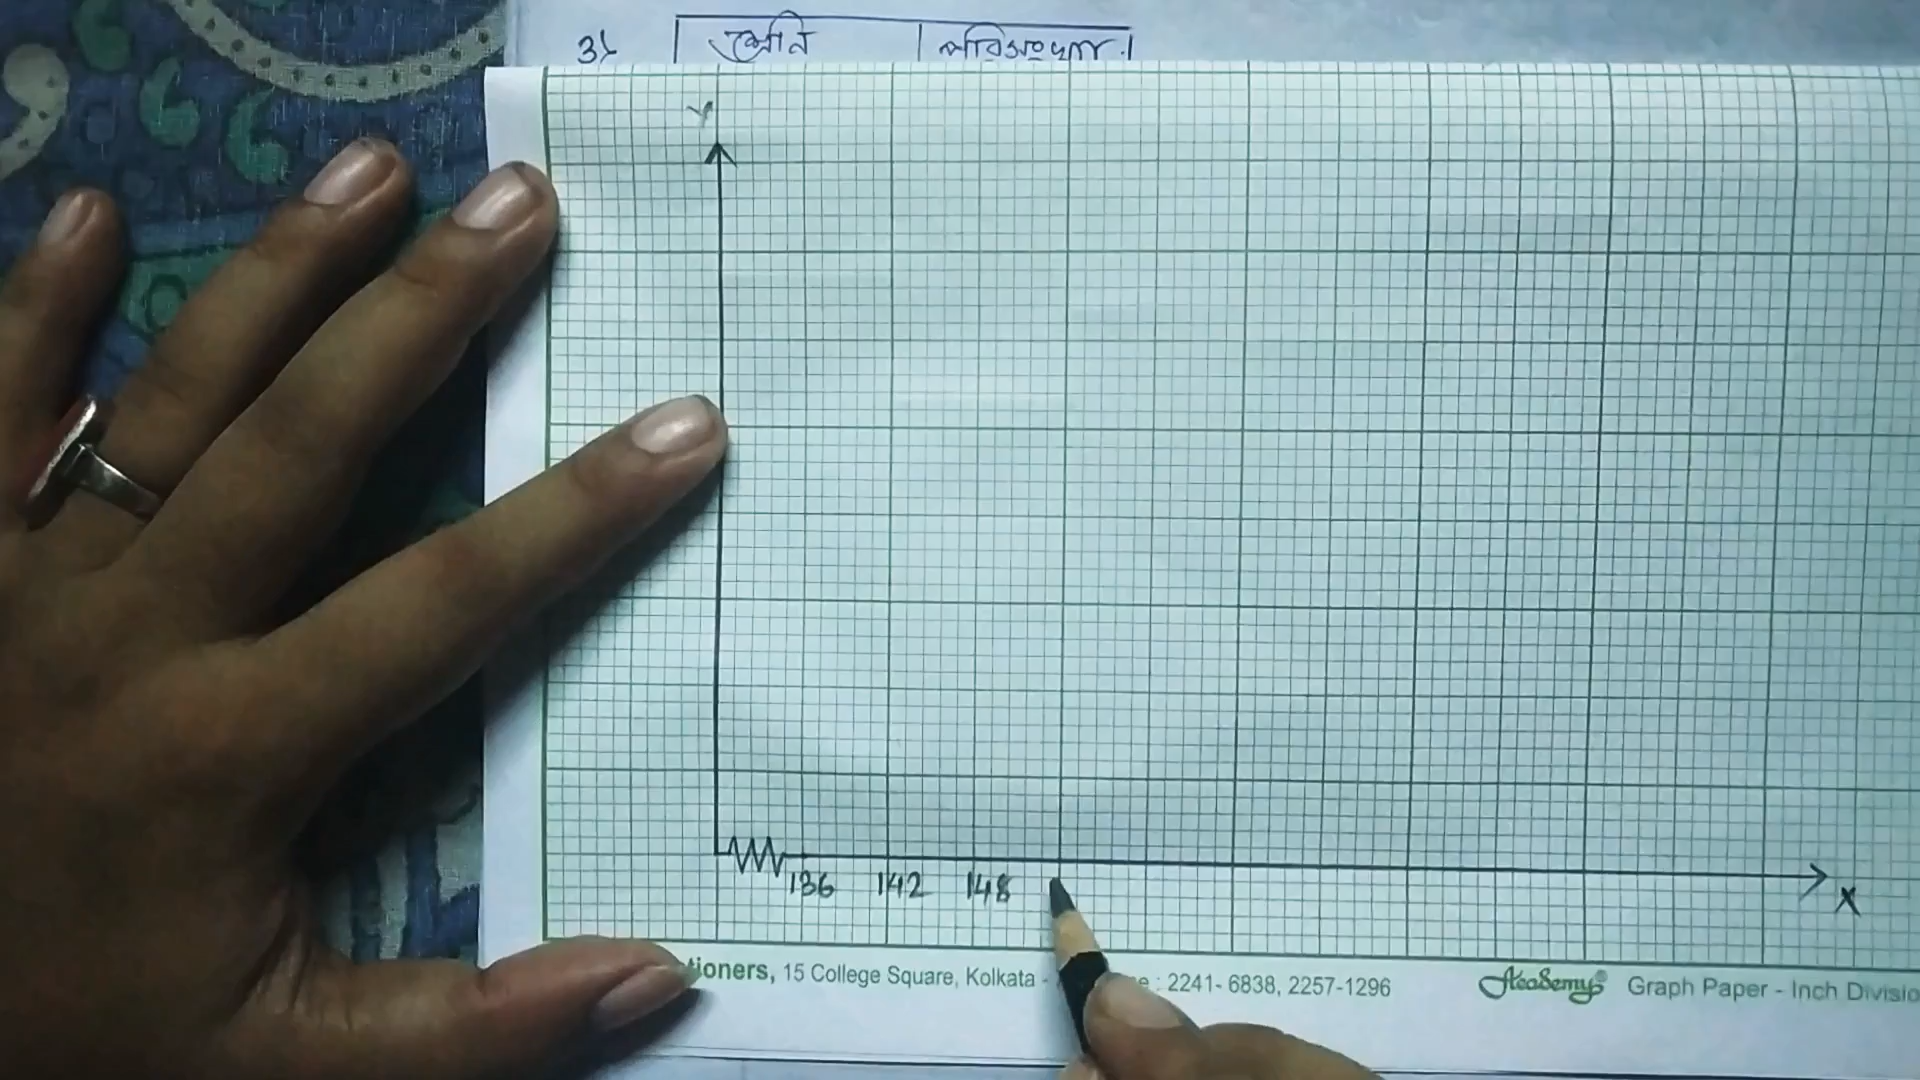 3) শ্রেনি পরিসংখ্যা
Y
136 142 148
X
tioners, 15 College Square, Kolkata - e : 2241- 6838, 2257-1296 Academy Graph Paper - Inch Divisio